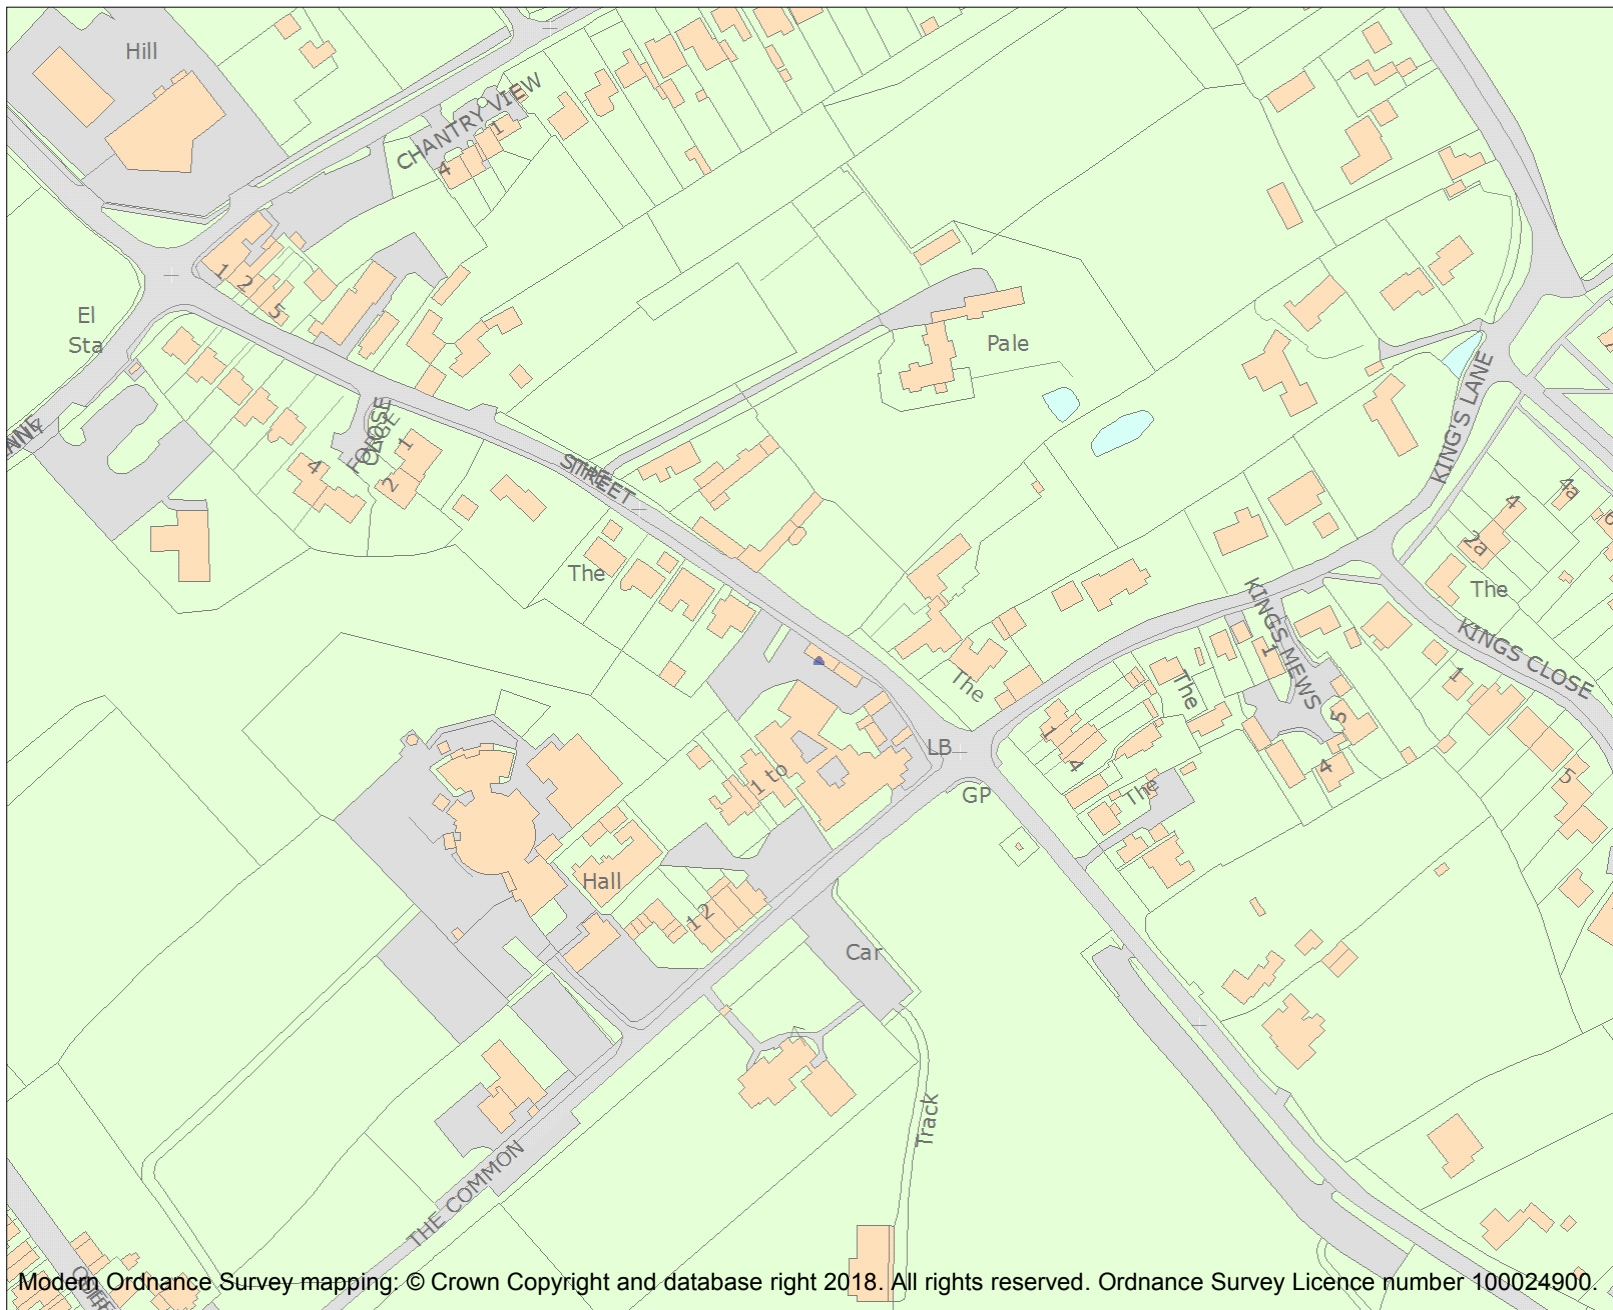 Hill
CHANTRY VIEW
1
4
1
2
5
El
Sta
Pale
FORGE
CLOSE
1
2
4
THE
STREET
KING'S LANE
4a
4
2a
The
The
The
KINGS MEWS
1
The
5
4
KINGS CLOSE
1
5
1
4
The
LB
GP
1 to
Hall
1 2
Car
Track
THE COMMON
Modern Ordnance Survey mapping: © Crown Copyright and database right 2018. All rights reserved. Ordnance Survey Licence number 100024900.